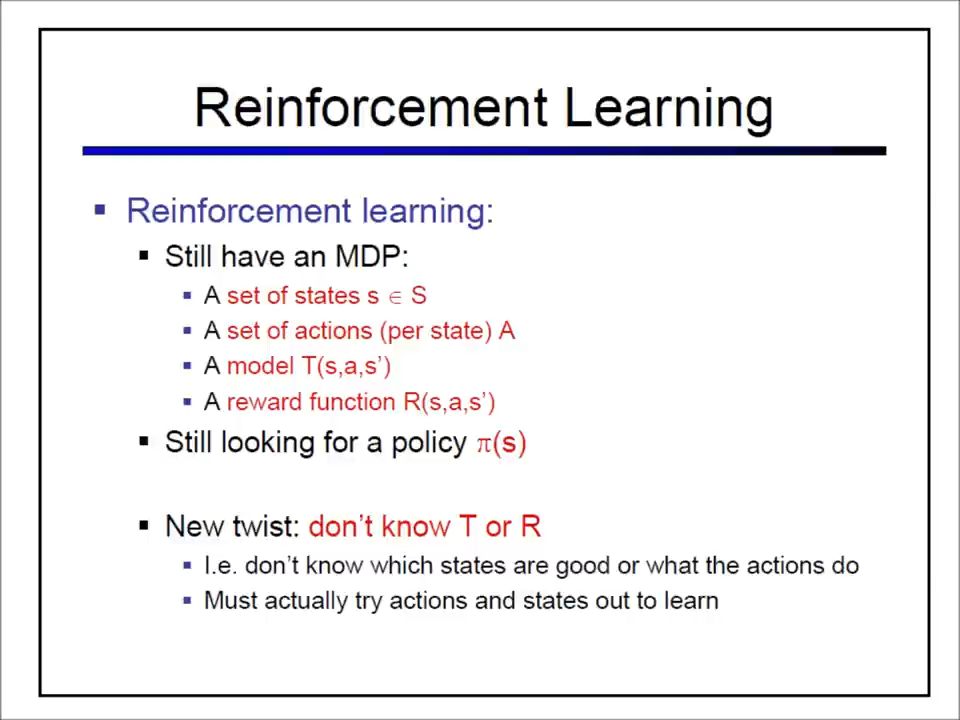 Reinforcement Learning
▪ Reinforcement learning:
▪ Still have an MDP:
▪ A set of states s ∈ S
▪ A set of actions (per state) A
▪ A model T(s,a,s’)
▪ A reward function R(s,a,s’)
▪ Still looking for a policy π(s)
▪ New twist: don’t know T or R
▪ I.e. don’t know which states are good or what the actions do
▪ Must actually try actions and states out to learn